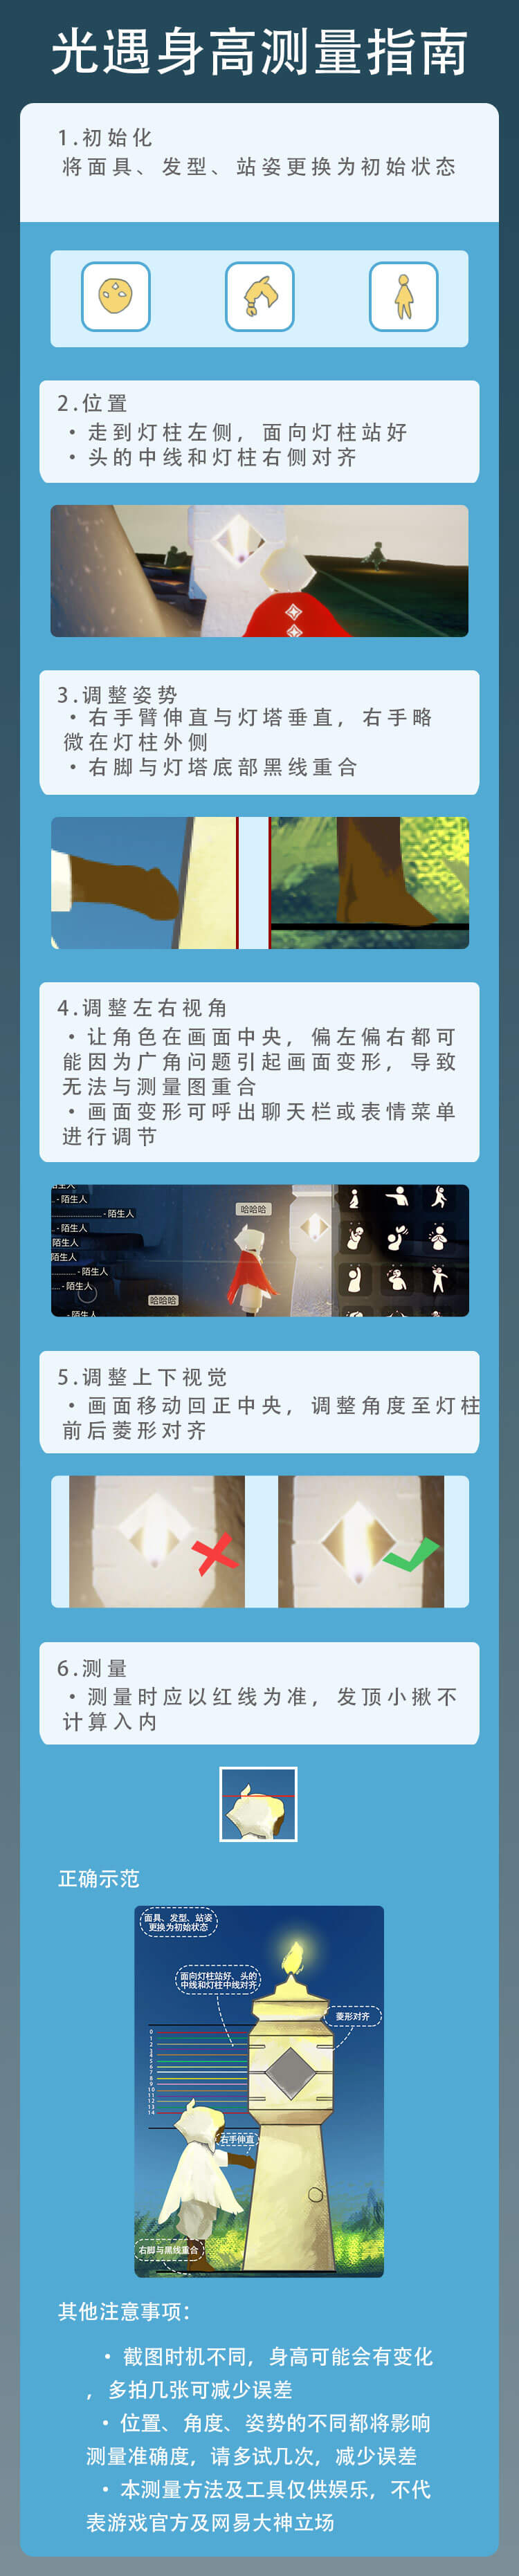 光遇身高测量指南
1.初始化
将面具、发型、站姿更换为初始状态
2.位置
• 走到灯柱左侧，面向灯柱站好
• 头的中线和灯柱右侧对齐
3.调整姿势
• 右手臂伸直与灯塔垂直，右手略
微在灯柱外侧
• 右脚与灯塔底部黑线重合
4.调整左右视角
• 让角色在画面中央，偏左偏右都可
能因为广角问题引起画面变形，导致
无法与测量图重合
• 画面变形可呼出聊天栏或表情菜单
进行调节
- 陌生人
- 陌生人
- 陌生人
陌生人
陌生人
- 陌生人
- 陌生人
- 陌生人
哈哈哈
哈哈哈
5.调整上下视觉
• 画面移动回正中央，调整角度至灯柱
前后菱形对齐
6.测量
• 测量时应以红线为准，发顶小揪不
计算入内
正确示范
面具、发型、站姿
更换为初始状态
面向灯柱站好、头的
中线和灯柱中线对齐
菱形对齐
0
1
2
3
4
5
6
7
8
9
10
11
12
13
14
右手伸直
右脚与黑线重合
其他注意事项：
• 截图时机不同，身高可能会有变化
，多拍几张可减少误差
• 位置、角度、姿势的不同都将影响
测量准确度，请多试几次，减少误差
• 本测量方法及工具仅供娱乐，不代
表游戏官方及网易大神立场